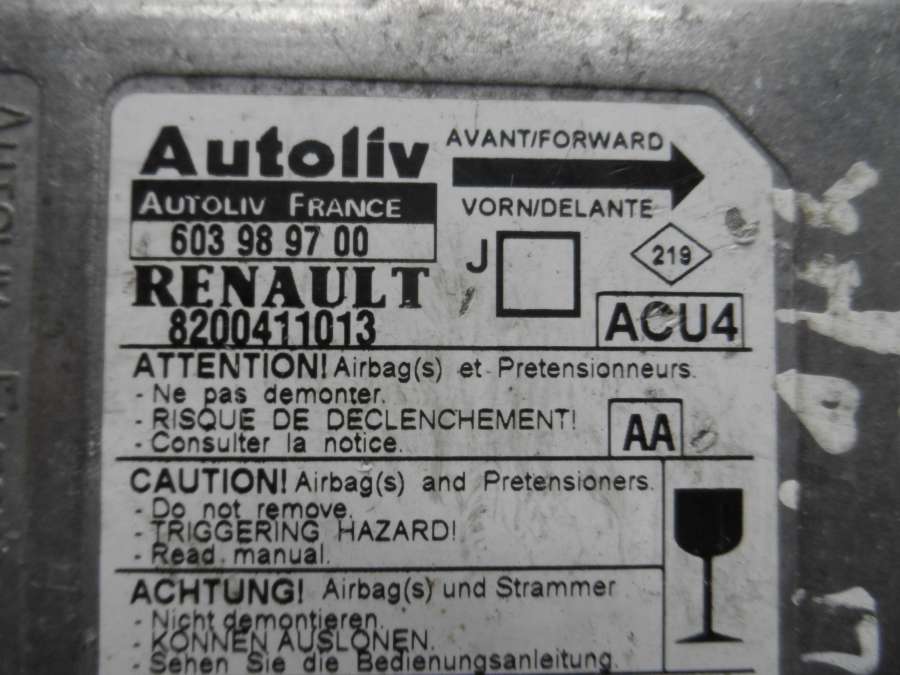 Autoliv
AVANT/FORWARD
AUTOLIV FRANCE
VORN/DELANTE
603 98 97 00
J
219
RENAULT
8200411013
ACU4
ATTENTION! Airbag(s) et Pretensionneurs.
- Ne pas demonter.
- RISQUE DE DECLENCHEMENT!
- Consulter la notice.
AA
CAUTION! Airbag(s) and Pretensioners.
- Do not remove.
- TRIGGERING HAZARD!
- Read manual.
ACHTUNG! Airbag(s) und Strammer
- Nicht demontieren.
- KONNEN AUSLONEN.
- Sehen Sie die Bedienungsanleitung.